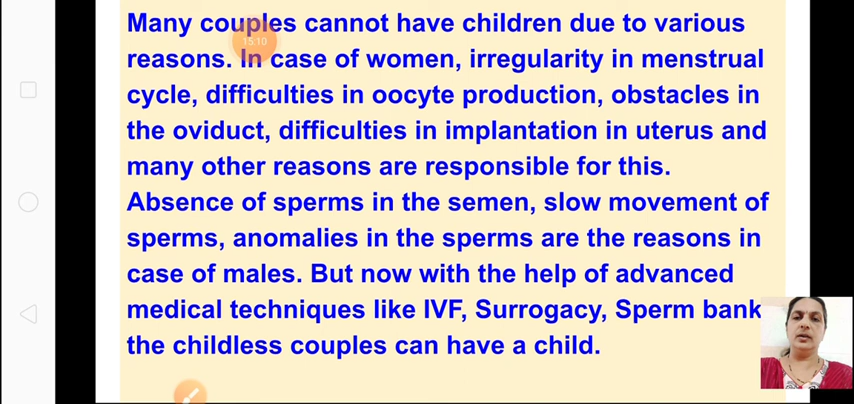 Many couples cannot have children due to various
15:10
reasons. In case of women, irregularity in menstrual
cycle, difficulties in oocyte production, obstacles in
the oviduct, difficulties in implantation in uterus and
many other reasons are responsible for this.
Absence of sperms in the semen, slow movement of
sperms, anomalies in the sperms are the reasons in
case of males. But now with the help of advanced
medical techniques like IVF, Surrogacy, Sperm bank
the childless couples can have a child.